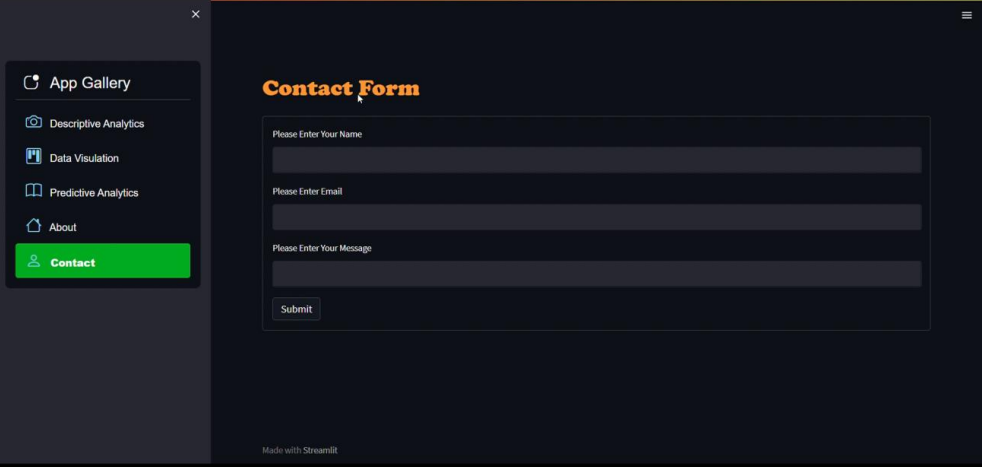 App Gallery
Descriptive Analytics
Data Visulation
Predictive Analytics
About
Contact
Contact Form
Please Enter Your Name
Please Enter Email
Please Enter Your Message
Submit
Made with Streamlit